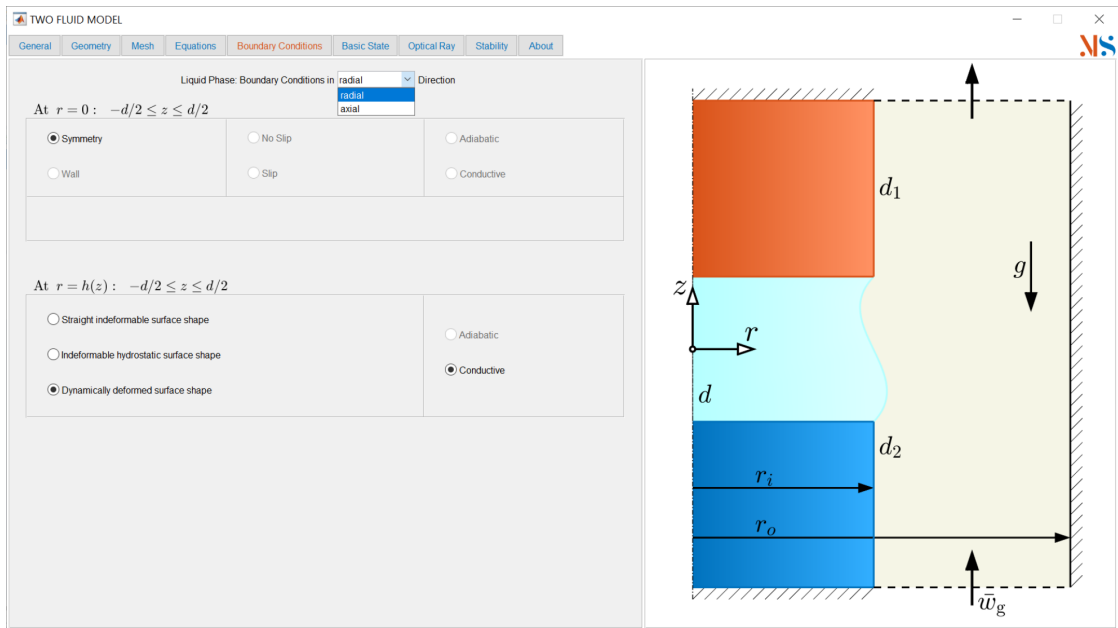 TWO FLUID MODEL
General Geometry Mesh Equations Boundary Conditions Basic State Optical Ray Stability About
MS
Liquid Phase: Boundary Conditions in radial Direction
radial
axial
At r = 0 : −d/2 ≤ z ≤ d/2
Symmetry No Slip Adiabatic
Wall Slip Conductive
At r = h(z) : −d/2 ≤ z ≤ d/2
Straight indeformable surface shape
Adiabatic
Indeformable hydrostatic surface shape
Conductive
Dynamically deformed surface shape
d₁
g
z
r
d
d₂
rᵢ
rₒ
w̄g